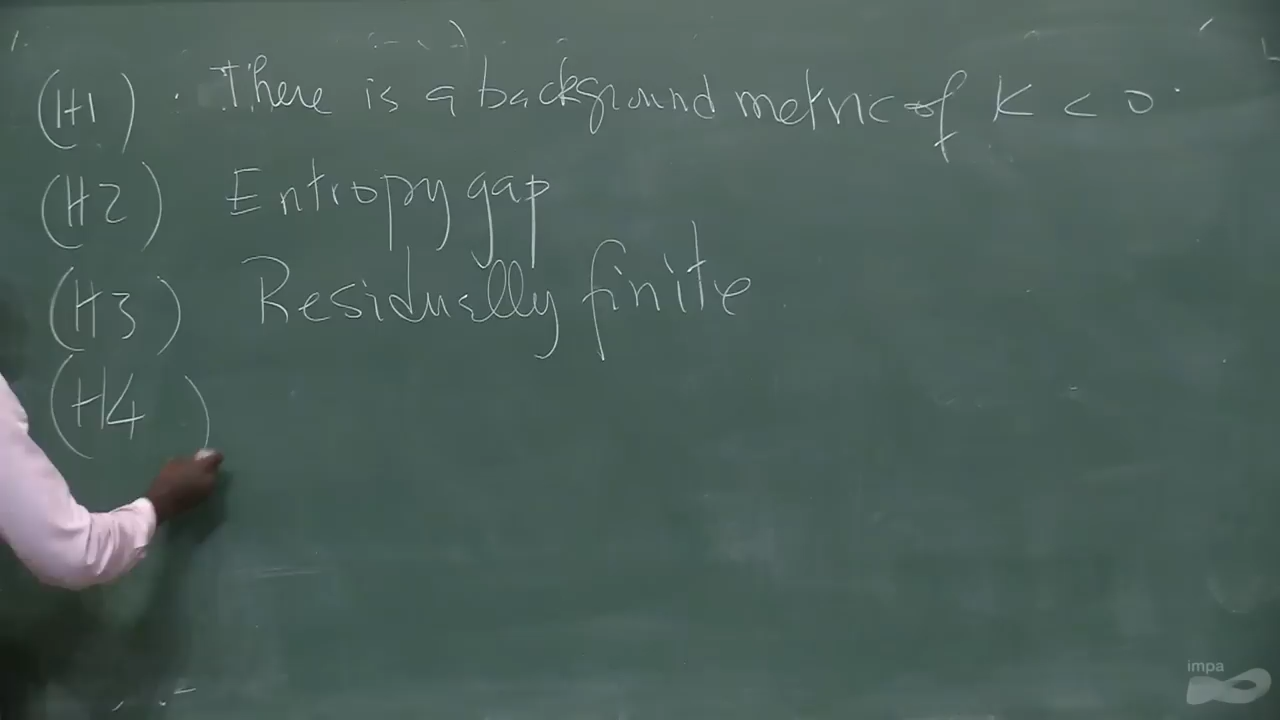 (H1) . There is a background metric of K < 0.
(H2) Entropy gap
(H3) Residually finite
(H4)
impa